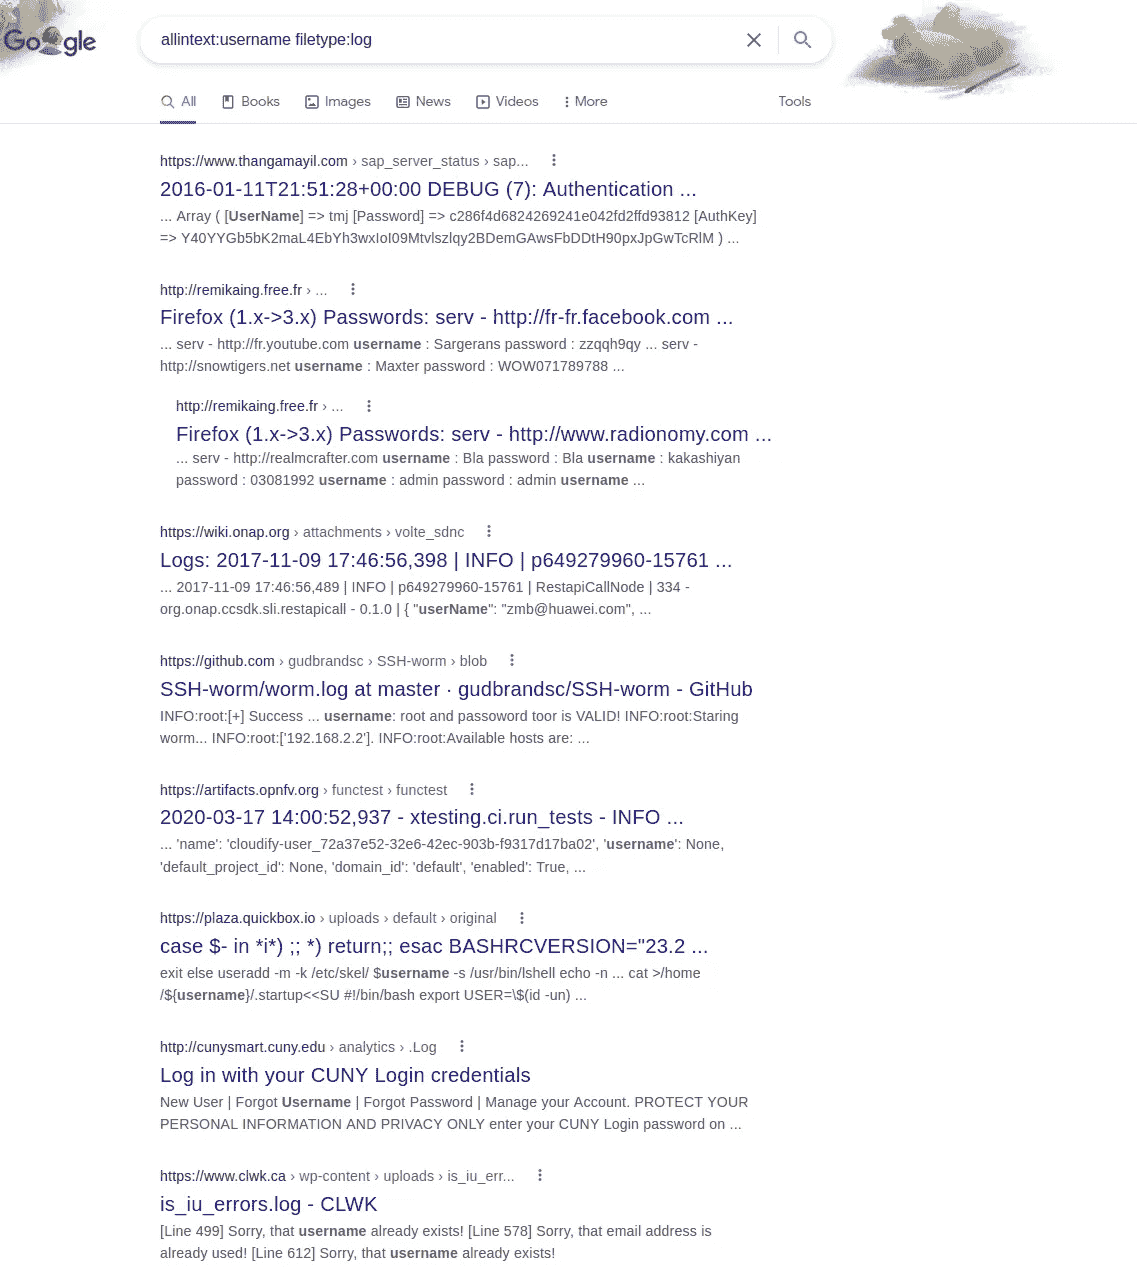 Google
allintext:username filetype:log
All Books Images News Videos More Tools
https://www.thangamayil.com › sap_server_status › sap...
2016-01-11T21:51:28+00:00 DEBUG (7): Authentication ...
... Array ( [UserName] => tmj [Password] => c286f4d6824269241e042fd2ffd93812 [AuthKey]
=> Y40YYGb5bK2maL4EbYh3wxIoI09Mtvlszlqy2BDemGAwsFbDDtH90pxJpGwTcRlM ) ...
http://remikaing.free.fr › ...
Firefox (1.x->3.x) Passwords: serv - http://fr-fr.facebook.com ...
... serv - http://fr.youtube.com username : Sargerans password : zzqqh9qy ... serv -
http://snowtigers.net username : Maxter password : WOW071789788 ...
http://remikaing.free.fr › ...
Firefox (1.x->3.x) Passwords: serv - http://www.radionomy.com ...
... serv - http://realmcrafter.com username : Bla password : Bla username : kakashiyan
password : 03081992 username : admin password : admin username ...
https://wiki.onap.org › attachments › volte_sdnc
Logs: 2017-11-09 17:46:56,398 | INFO | p649279960-15761 ...
... 2017-11-09 17:46:56,489 | INFO | p649279960-15761 | RestapiCallNode | 334 -
org.onap.ccsdk.sli.restapicall - 0.1.0 | { "userName": "zmb@huawei.com", ...
https://github.com › gudbrandsc › SSH-worm › blob
SSH-worm/worm.log at master · gudbrandsc/SSH-worm - GitHub
INFO:root:[+] Success ... username: root and passoword toor is VALID! INFO:root:Staring
worm... INFO:root:['192.168.2.2']. INFO:root:Available hosts are: ...
https://artifacts.opnfv.org › functest › functest
2020-03-17 14:00:52,937 - xtesting.ci.run_tests - INFO ...
... 'name': 'cloudify-user_72a37e52-32e6-42ec-903b-f9317d17ba02', 'username': None,
'default_project_id': None, 'domain_id': 'default', 'enabled': True, ...
https://plaza.quickbox.io › uploads › default › original
case $- in *i*) ;; *) return;; esac BASHRCVERSION="23.2 ...
exit else useradd -m -k /etc/skel/ $username -s /usr/bin/lshell echo -n ... cat >/home
/${username}/.startup<<SU #!/bin/bash export USER=\$(id -un) ...
http://cunysmart.cuny.edu › analytics › .Log
Log in with your CUNY Login credentials
New User | Forgot Username | Forgot Password | Manage your Account. PROTECT YOUR
PERSONAL INFORMATION AND PRIVACY ONLY enter your CUNY Login password on ...
https://www.clwk.ca › wp-content › uploads › is_iu_err...
is_iu_errors.log - CLWK
[Line 499] Sorry, that username already exists! [Line 578] Sorry, that email address is
already used! [Line 612] Sorry, that username already exists!